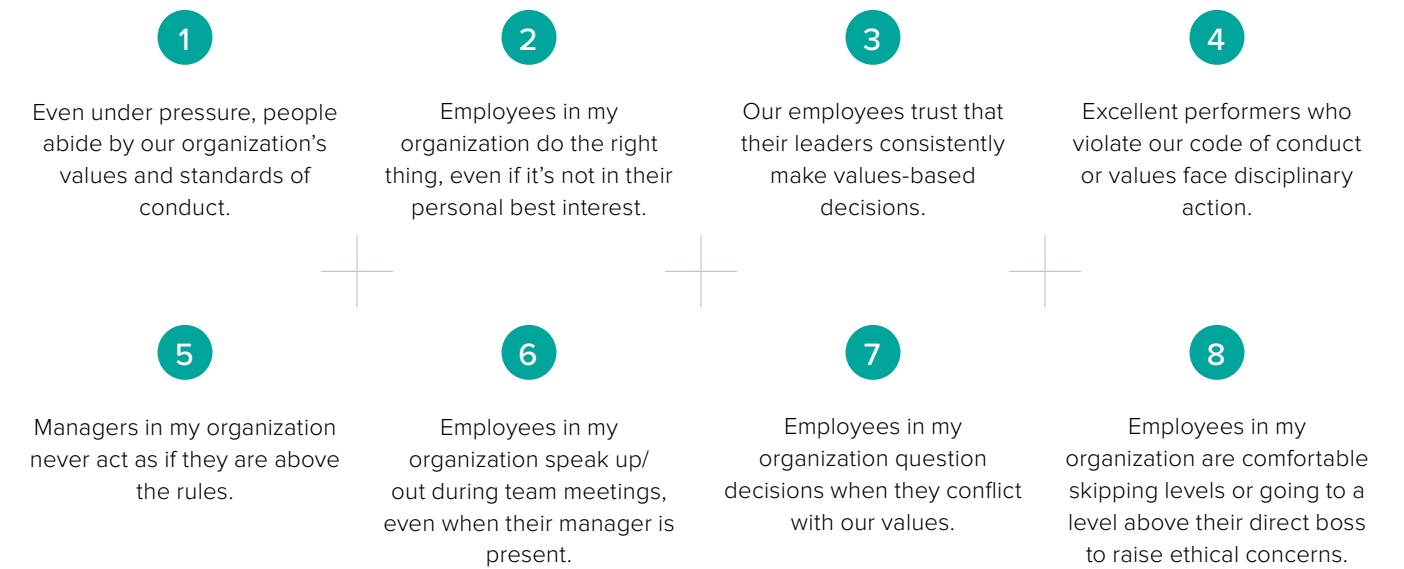 1
Even under pressure, people
abide by our organization’s
values and standards of
conduct.
2
Employees in my
organization do the right
thing, even if it’s not in their
personal best interest.
3
Our employees trust that
their leaders consistently
make values-based
decisions.
4
Excellent performers who
violate our code of conduct
or values face disciplinary
action.
5
Managers in my organization
never act as if they are above
the rules.
6
Employees in my
organization speak up/
out during team meetings,
even when their manager is
present.
7
Employees in my
organization question
decisions when they conflict
with our values.
8
Employees in my
organization are comfortable
skipping levels or going to a
level above their direct boss
to raise ethical concerns.